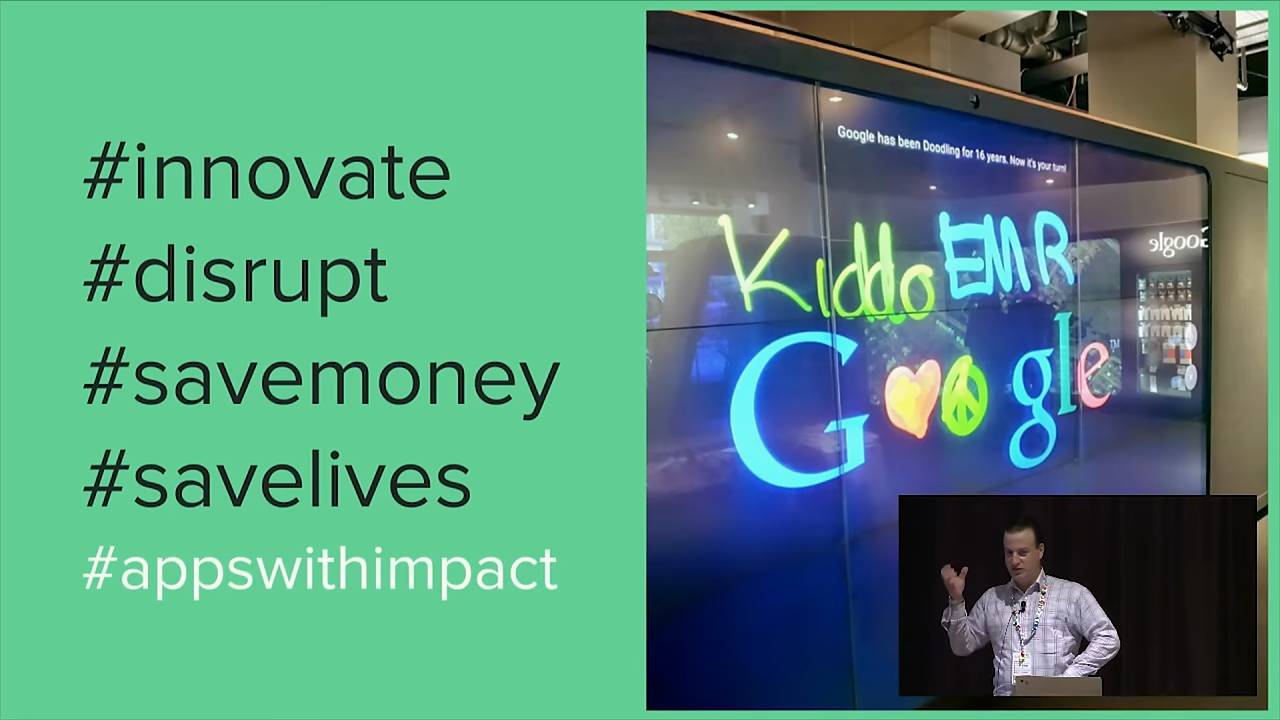 #innovate
#disrupt
#savemoney
#savelives
#appswithimpact
Google has been Doodling for 16 years. Now it's your turn!
Kiddo EMR
Google™
Google